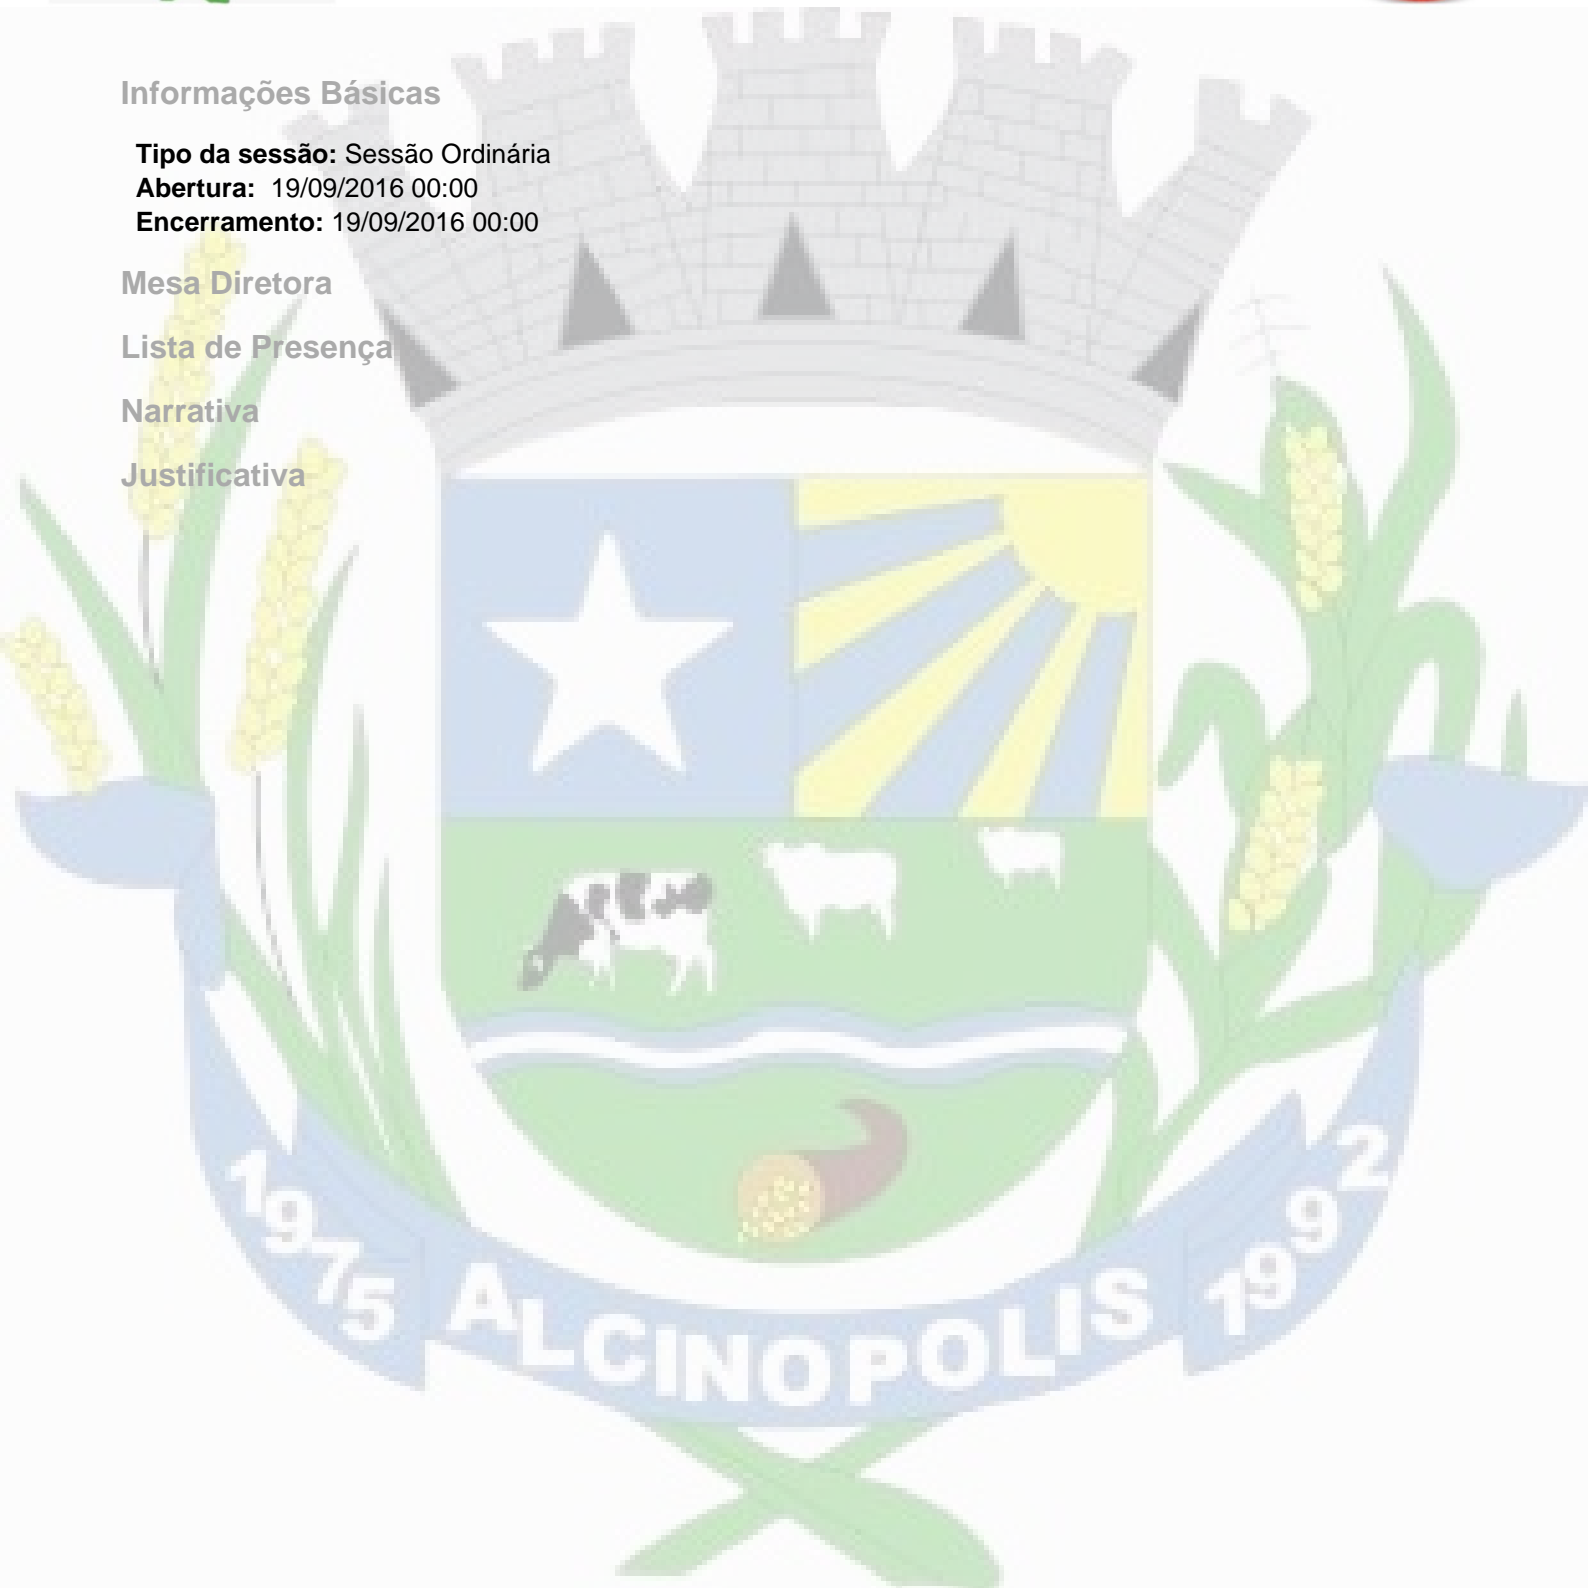 Informações Básicas
Tipo da sessão: Sessão Ordinária
Abertura: 19/09/2016 00:00
Encerramento: 19/09/2016 00:00
Mesa Diretora
Lista de Presença
Narrativa
Justificativa
1975 ALCINOPOLIS 1992